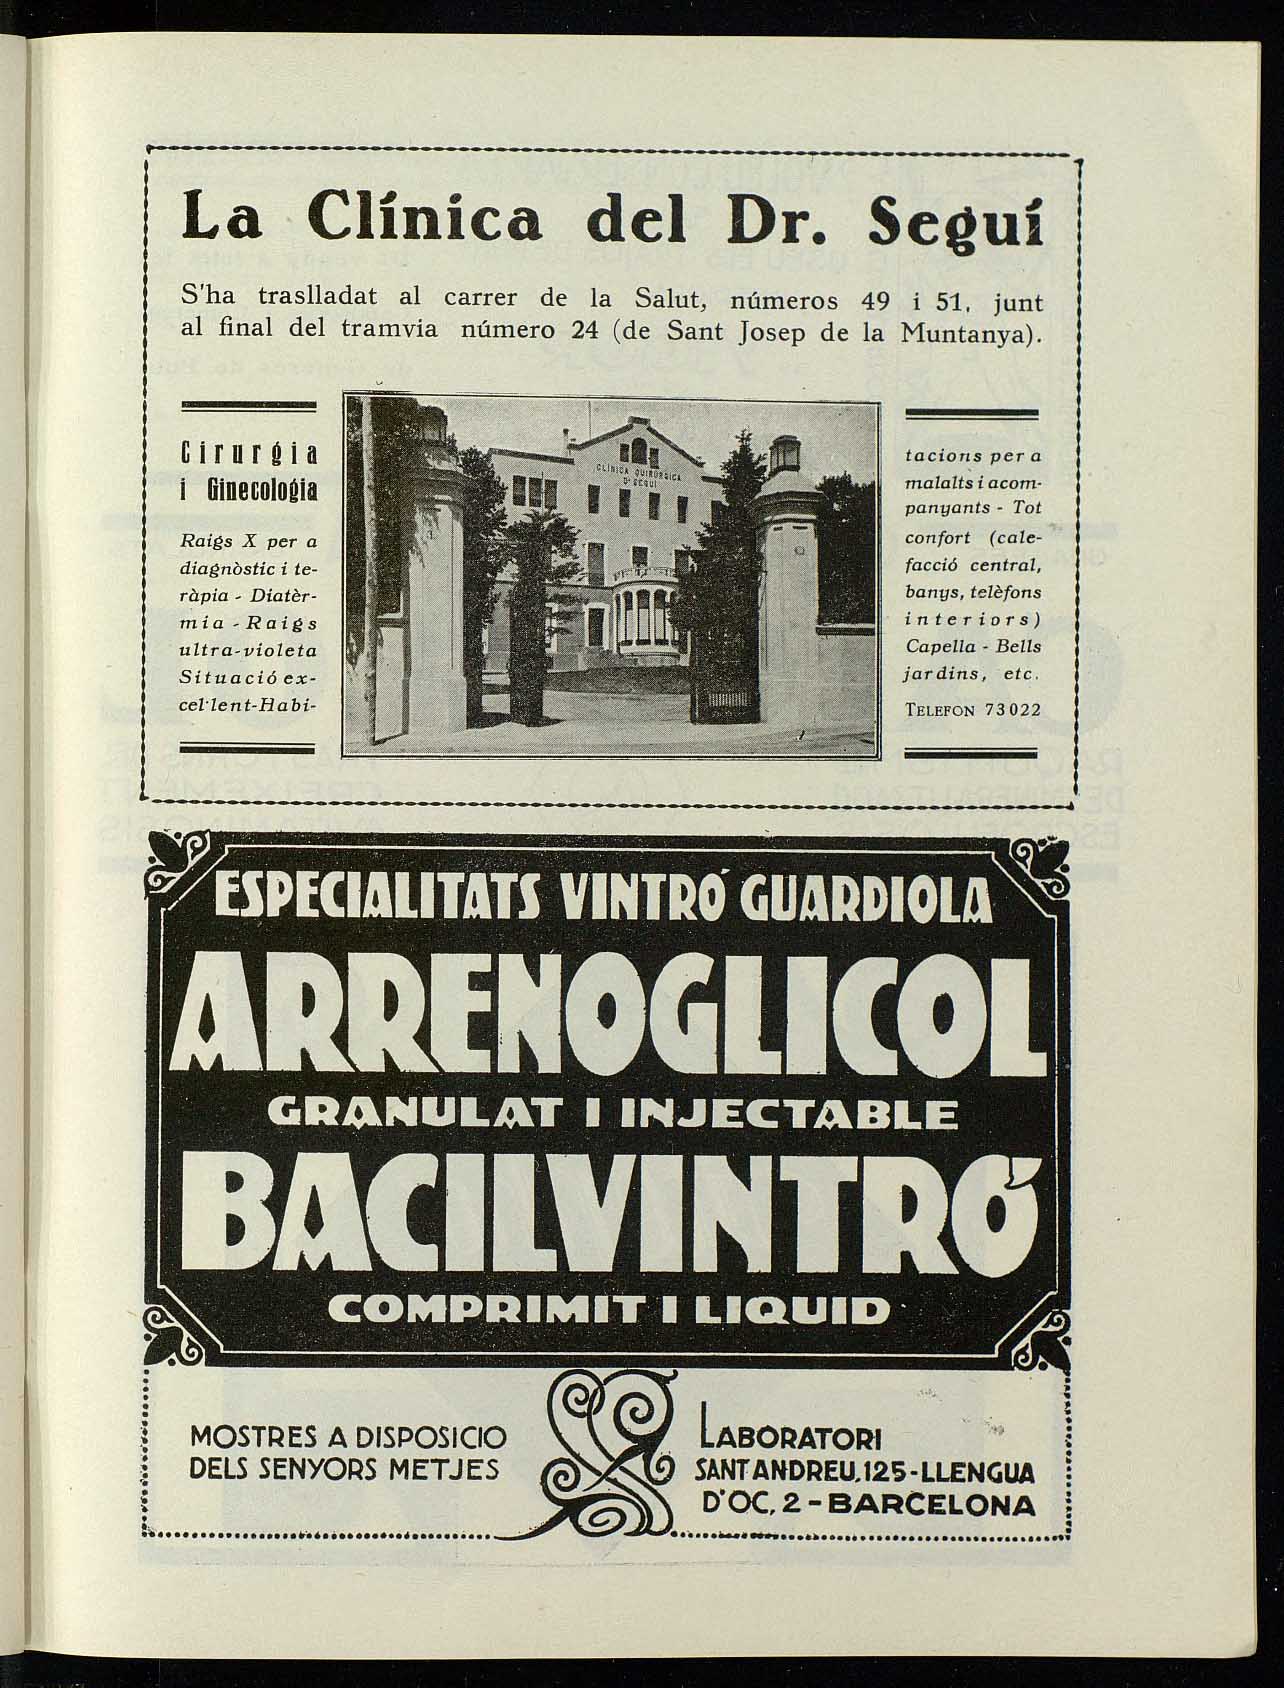 La Clínica del Dr. Seguí
S'ha traslladat al carrer de la Salut, números 49 i 51, junt
al final del tramvia número 24 (de Sant Josep de la Muntanya).
Cirurgia
i Ginecologia
Raigs X per a
diagnòstic i te-
ràpia - Diatèr-
mia - Raigs
ultra-violeta
Situació ex-
cel·lent-Habi-
CLÍNICA QUIRÚRGICA
Dr SEGUÍ
tacions per a
malalts i acom-
panyants - Tot
confort (cale-
facció central,
banys, telèfons
interiors)
Capella - Bells
jardins, etc.
TELEFON 73022
ESPECIALITATS VINTRÓ GUARDIOLA
ARRENOGLICOL
GRANULAT I INJECTABLE
BACILVINTRÓ
COMPRIMIT I LIQUID
MOSTRES A DISPOSICIO
DELS SENYORS METJES
LABORATORI
SANT ANDREU, 125-LLENGUA
D'OC, 2 - BARCELONA